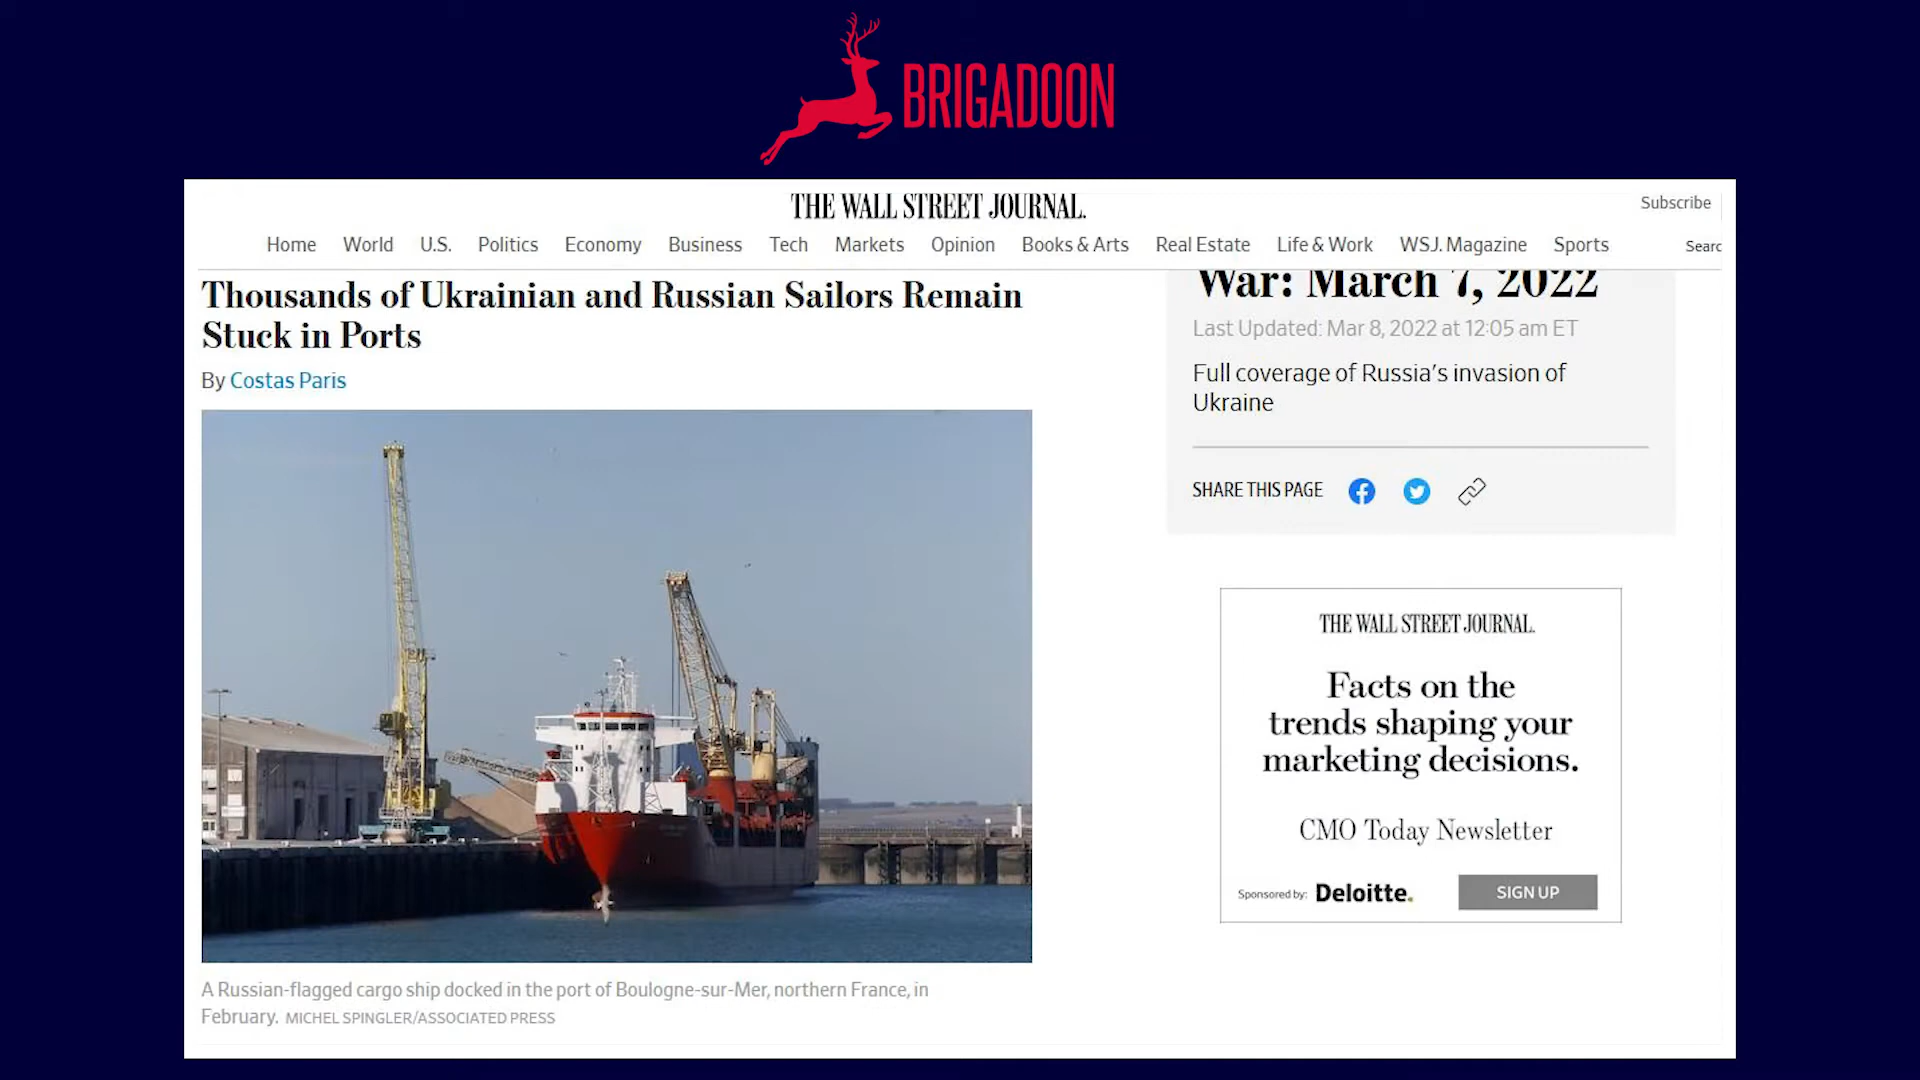 BRIGADOON
THE WALL STREET JOURNAL.
Subscribe
Home World U.S. Politics Economy Business Tech Markets Opinion Books & Arts Real Estate Life & Work WSJ. Magazine Sports Searc
Thousands of Ukrainian and Russian Sailors Remain
Stuck in Ports
By Costas Paris
A Russian-flagged cargo ship docked in the port of Boulogne-sur-Mer, northern France, in
February. MICHEL SPINGLER/ASSOCIATED PRESS
War: March 7, 2022
Last Updated: Mar 8, 2022 at 12:05 am ET
Full coverage of Russia's invasion of
Ukraine
SHARE THIS PAGE
THE WALL STREET JOURNAL.
Facts on the
trends shaping your
marketing decisions.
CMO Today Newsletter
Sponsored by: Deloitte.
SIGN UP